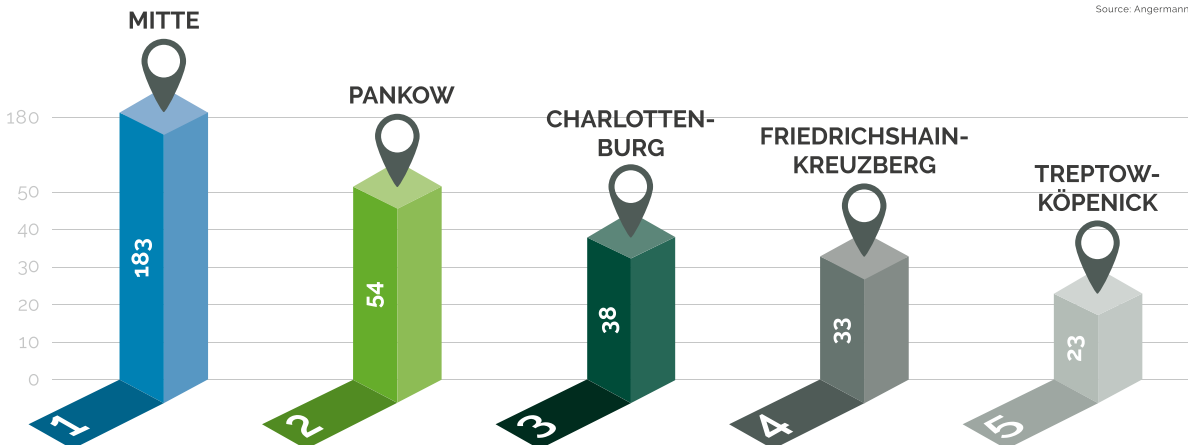 Source: Angermann
MITTE
PANKOW
CHARLOTTEN-
BURG
FRIEDRICHSHAIN-
KREUZBERG
TREPTOW-
KÖPENICK
180
50
40
30
20
10
0
183
54
38
33
23
1
2
3
4
5